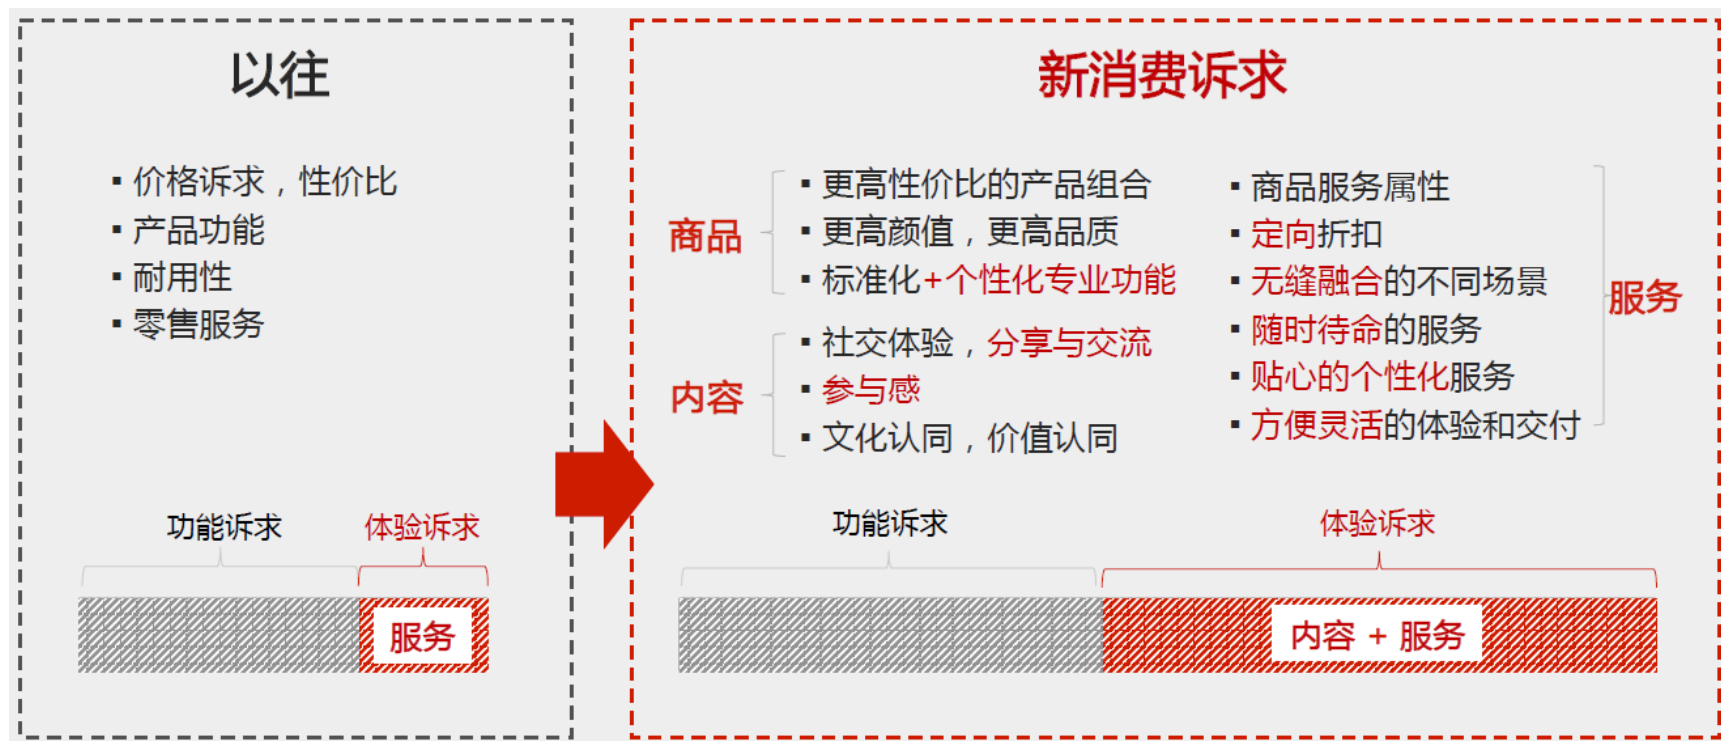 以往
▪ 价格诉求，性价比
▪ 产品功能
▪ 耐用性
▪ 零售服务
功能诉求
体验诉求
服务
新消费诉求
商品
▪ 更高性价比的产品组合
▪ 更高颜值，更高品质
▪ 标准化+个性化专业功能
内容
▪ 社交体验，分享与交流
▪ 参与感
▪ 文化认同，价值认同
▪ 商品服务属性
▪ 定向折扣
▪ 无缝融合的不同场景
▪ 随时待命的服务
▪ 贴心的个性化服务
▪ 方便灵活的体验和交付
服务
功能诉求
体验诉求
内容 + 服务